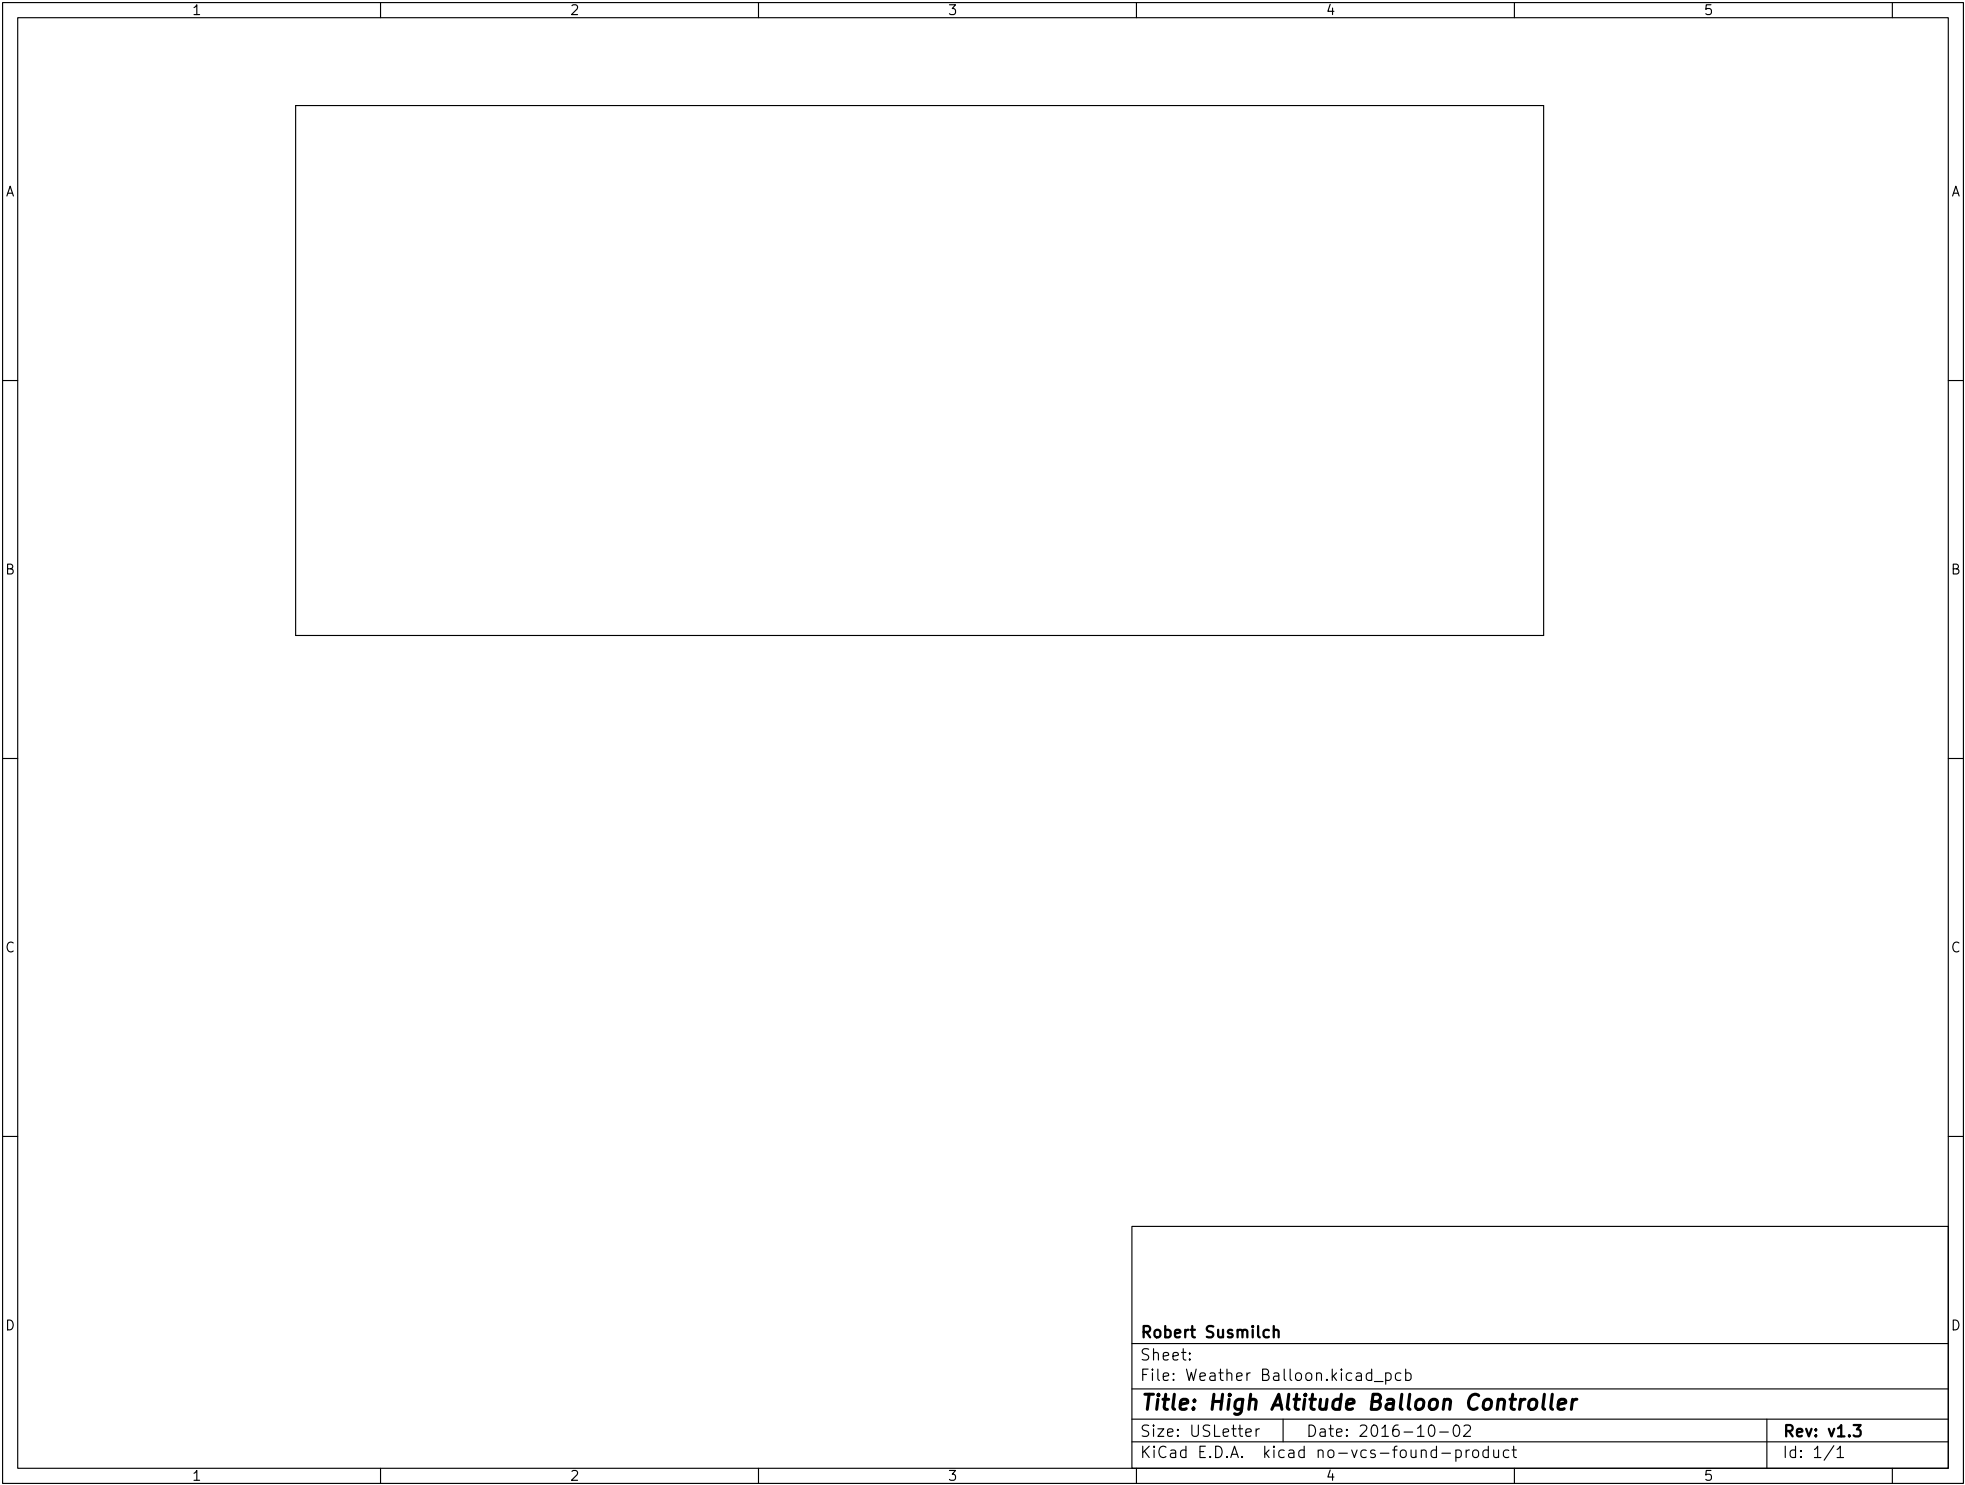 1 2 3 4 5
A A
B B
C C
D D
Robert Susmilch
Sheet:
File: Weather Balloon.kicad_pcb
Title: High Altitude Balloon Controller
Size: USLetter Date: 2016-10-02 Rev: v1.3
KiCad E.D.A. kicad no-vcs-found-product Id: 1/1
1 2 3 4 5